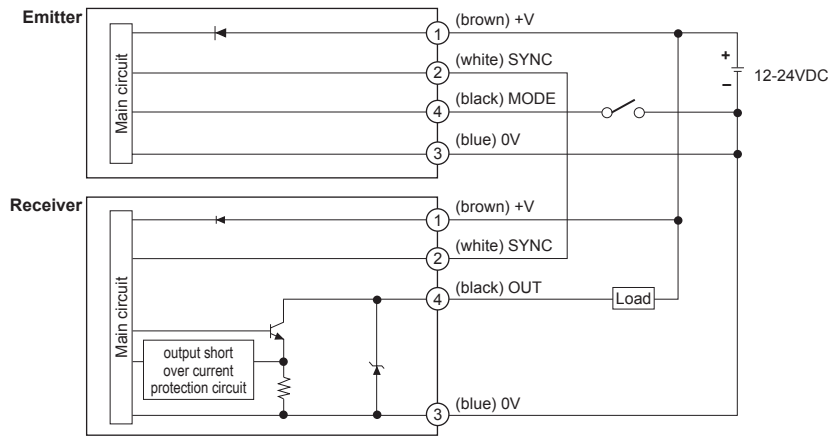 Emitter
Main circuit
1
(brown) +V
2
(white) SYNC
4
(black) MODE
3
(blue) 0V
+
−
12-24VDC
Receiver
Main circuit
1
(brown) +V
2
(white) SYNC
4
(black) OUT
Load
output short
over current
protection circuit
3
(blue) 0V